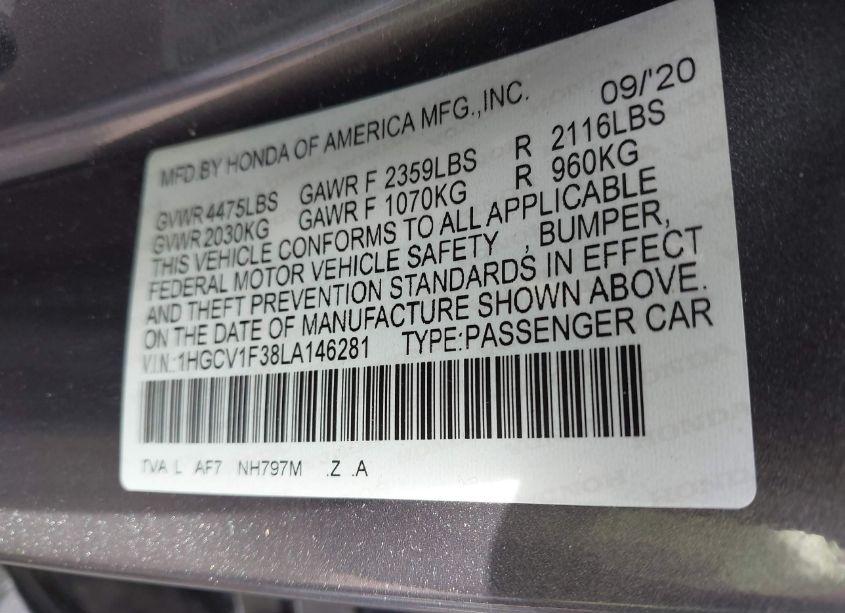 MFD.BY HONDA OF AMERICA MFG.,INC. 09/'20
GVWR 4475LBS GAWR F 2359LBS R 2116LBS
GVWR 2030KG GAWR F 1070KG R 960KG
THIS VEHICLE CONFORMS TO ALL APPLICABLE
FEDERAL MOTOR VEHICLE SAFETY , BUMPER,
AND THEFT PREVENTION STANDARDS IN EFFECT
ON THE DATE OF MANUFACTURE SHOWN ABOVE.
V.I.N.:1HGCV1F38LA146281 TYPE:PASSENGER CAR
TVA L AF7 NH797M .Z .A